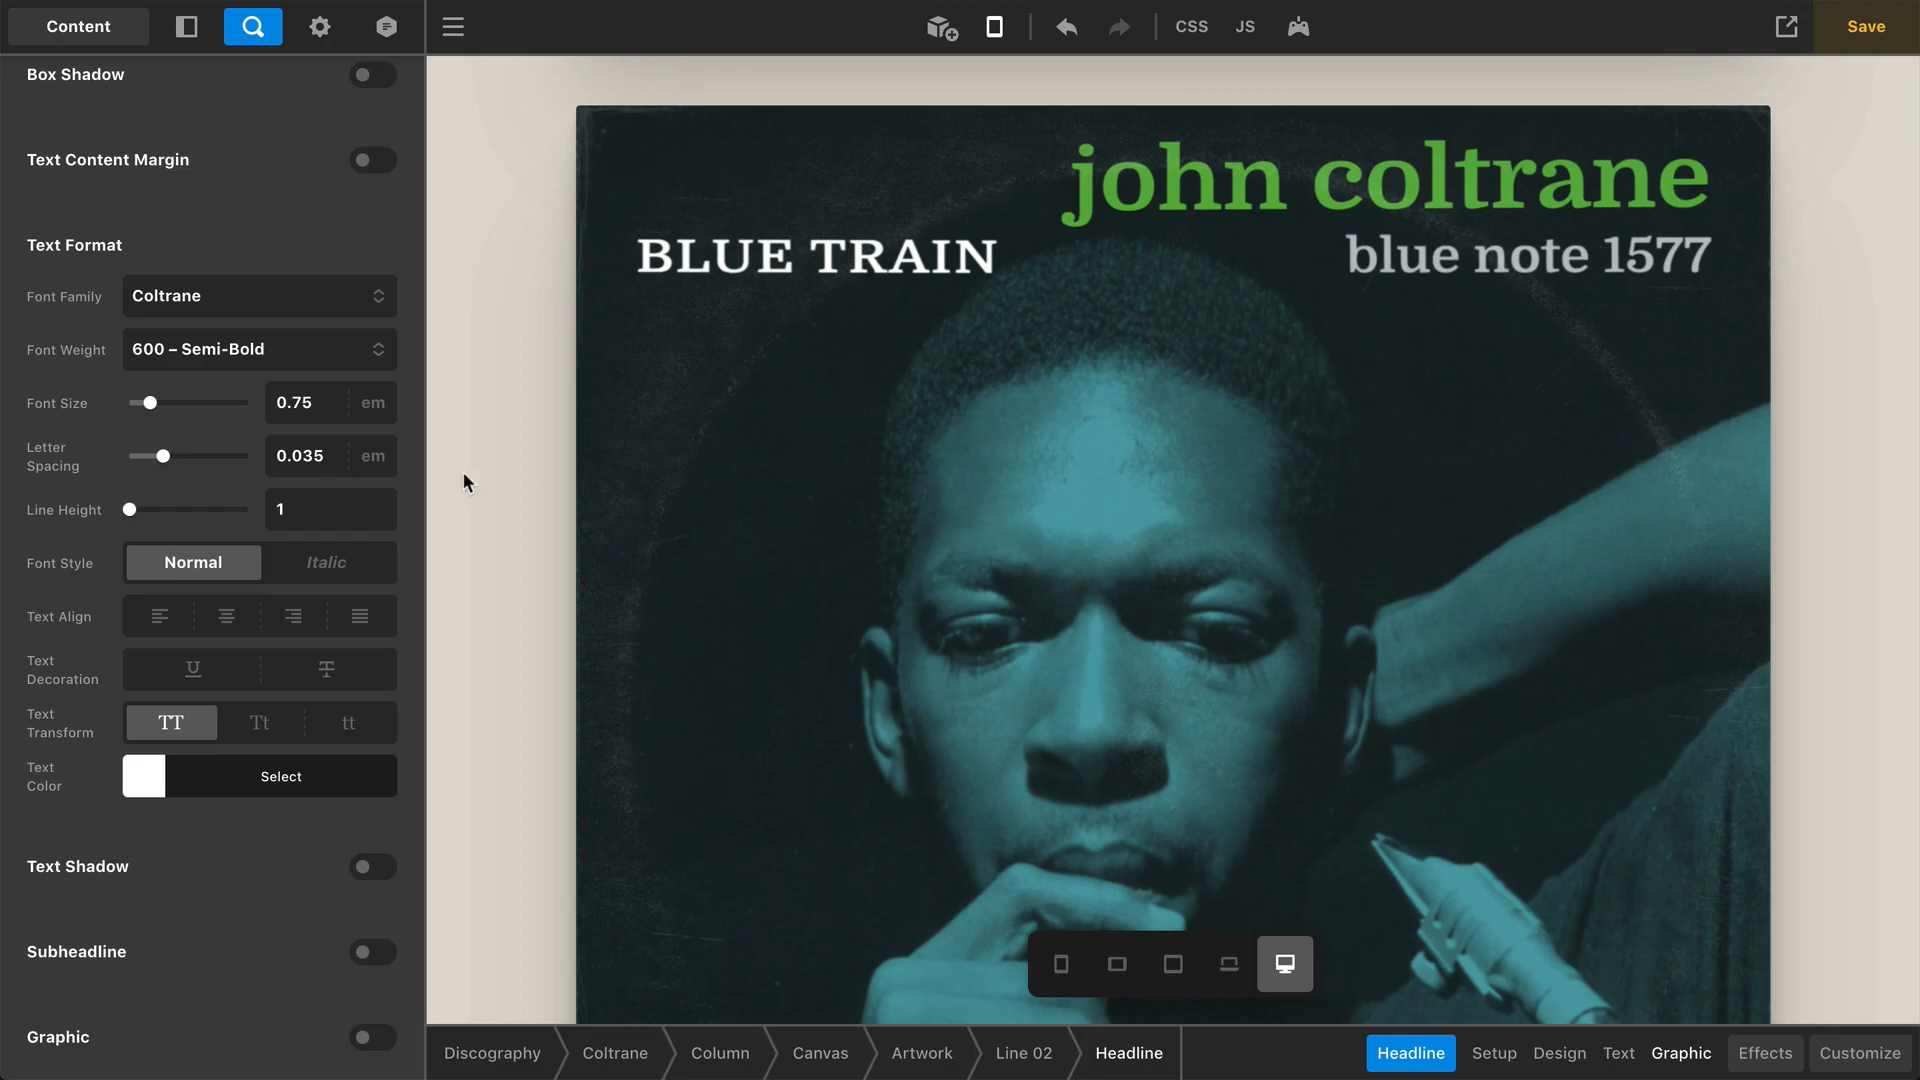 Content
CSS JS
Save
Box Shadow
Text Content Margin
Text Format
Font Family
Coltrane
Font Weight
600 – Semi-Bold
Font Size
0.75 em
Letter
Spacing
0.035 em
Line Height
1
Font Style
Normal Italic
Text Align
Text
Decoration
U T
Text
Transform
TT Tt tt
Text
Color
Select
Text Shadow
Subheadline
Graphic
john coltrane
BLUE TRAIN
blue note 1577
Discography Coltrane Column Canvas Artwork Line 02 Headline
Headline Setup Design Text Graphic Effects Customize